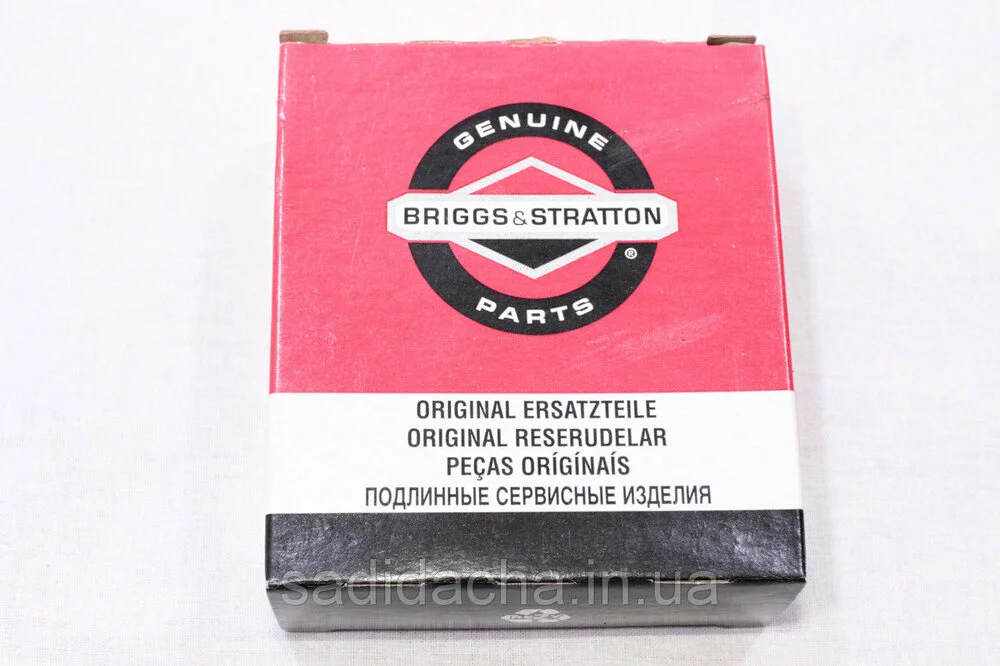 GENUINE
BRIGGS & STRATTON
®
PARTS
ORIGINAL ERSATZTEILE
ORIGINAL RESERUDELAR
PEÇAS ORÍGÍNAÍS
ПОДЛИННЫЕ СЕРВИСНЫЕ ИЗДЕЛИЯ
sadidacha.in.ua